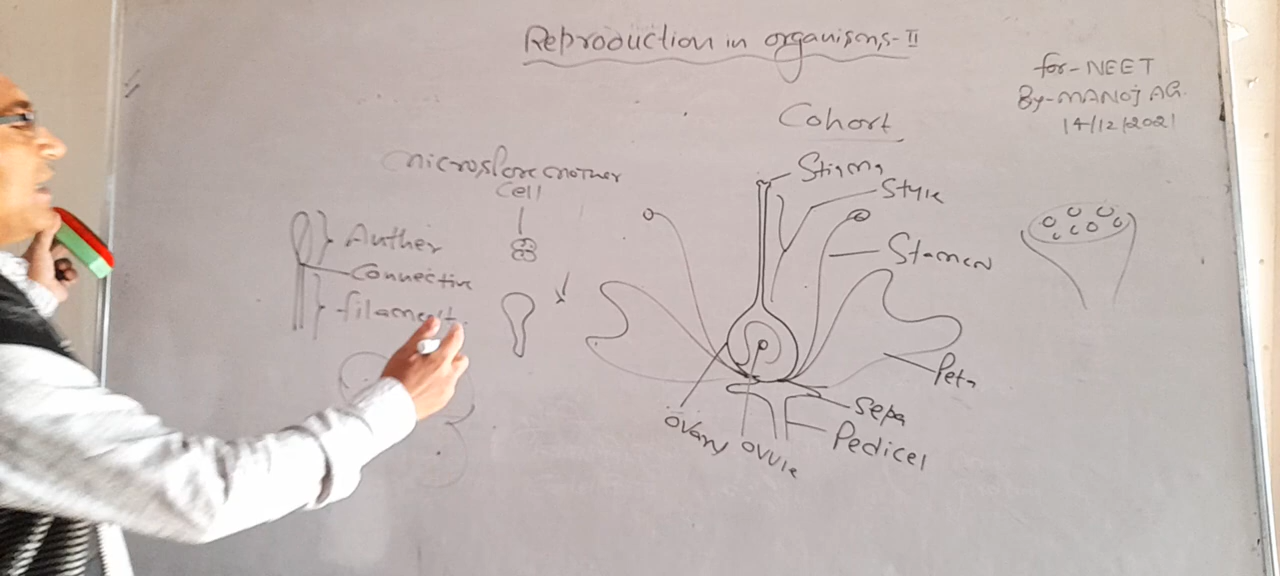 Reproduction in organisms-II
for-NEET
By-MANOJ AG.
14/12/2021
Cohort
microspore mother
cell
Stigma
Style
Stamen
Anther
Connective
filament
Peta
Sepa
Pedicel
Ovary
Ovule